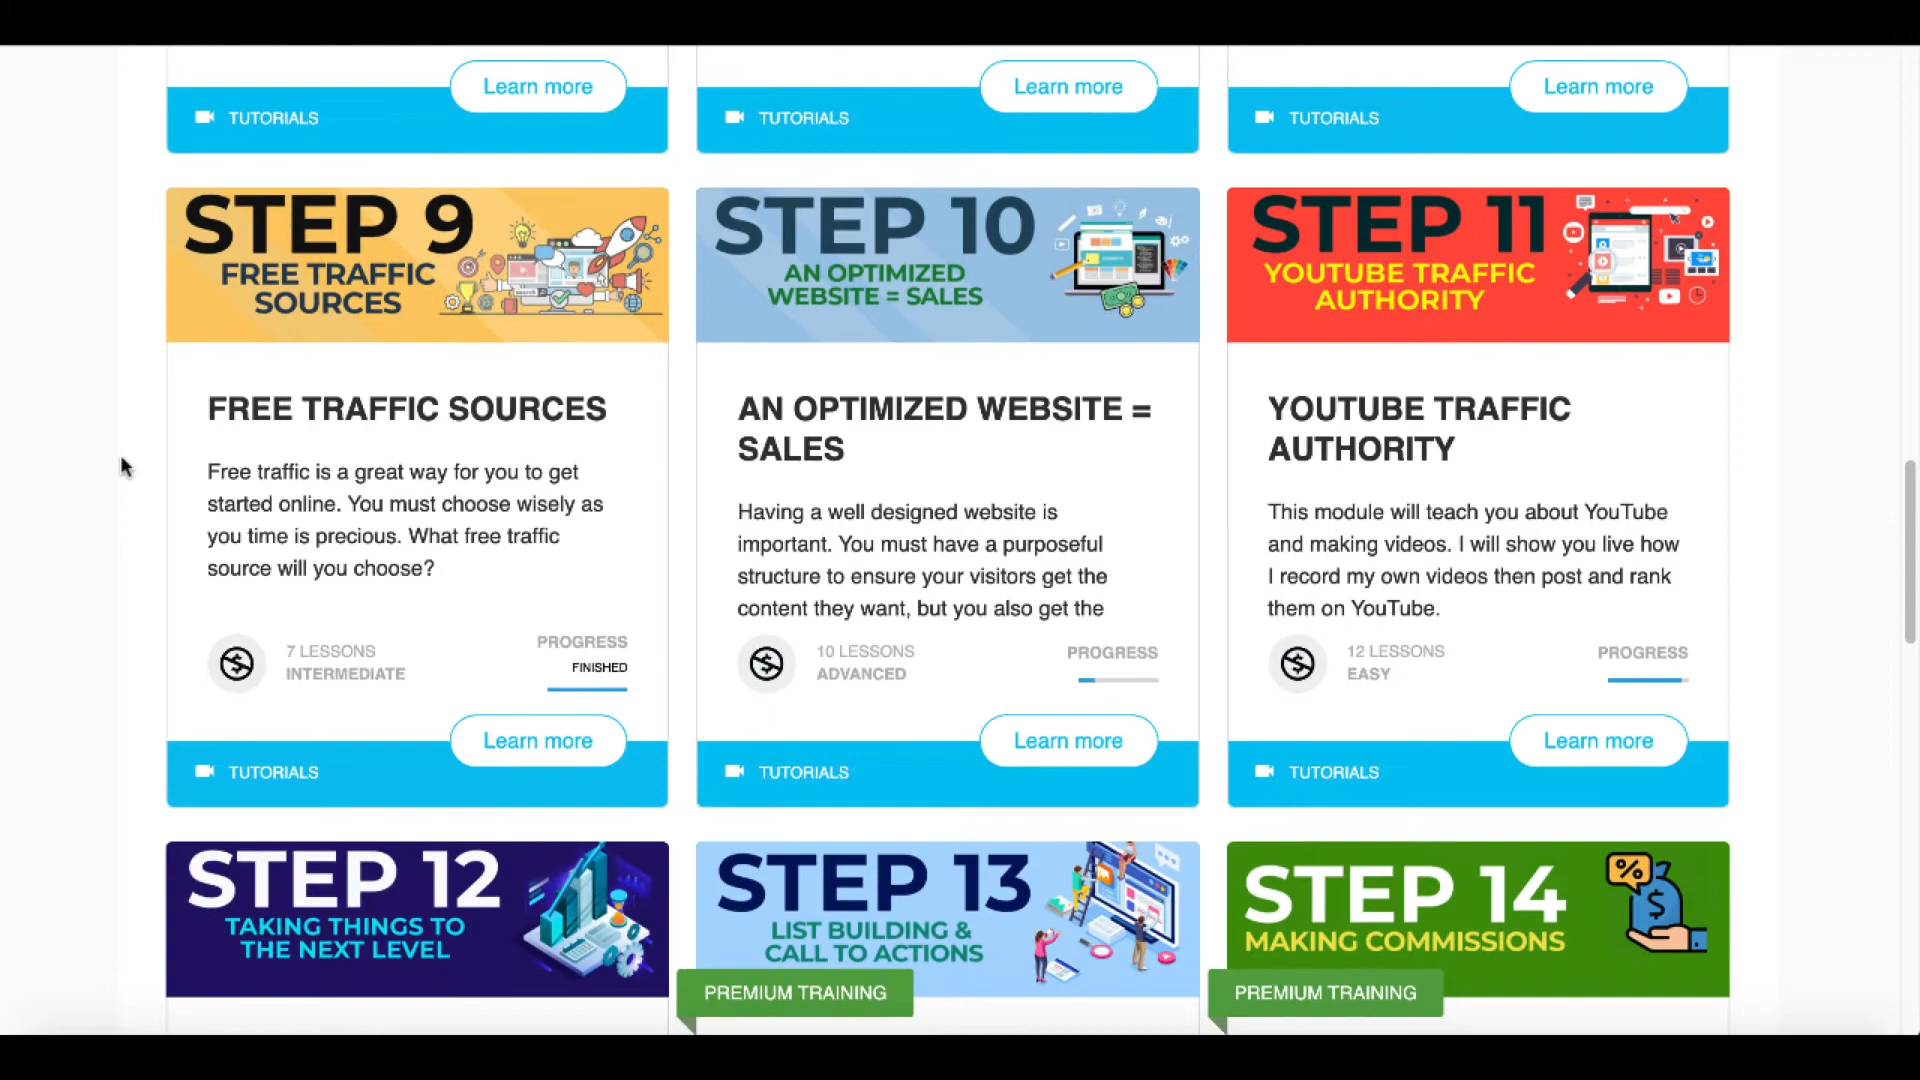 Learn more
TUTORIALS
Learn more
TUTORIALS
Learn more
TUTORIALS
STEP 9
FREE TRAFFIC
SOURCES
FREE TRAFFIC SOURCES
Free traffic is a great way for you to get
started online. You must choose wisely as
you time is precious. What free traffic
source will you choose?
7 LESSONS
INTERMEDIATE
PROGRESS
FINISHED
Learn more
TUTORIALS
STEP 10
AN OPTIMIZED
WEBSITE = SALES
AN OPTIMIZED WEBSITE =
SALES
Having a well designed website is
important. You must have a purposeful
structure to ensure your visitors get the
content they want, but you also get the
10 LESSONS
ADVANCED
PROGRESS
Learn more
TUTORIALS
STEP 11
YOUTUBE TRAFFIC
AUTHORITY
YOUTUBE TRAFFIC
AUTHORITY
This module will teach you about YouTube
and making videos. I will show you live how
I record my own videos then post and rank
them on YouTube.
12 LESSONS
EASY
PROGRESS
Learn more
TUTORIALS
STEP 12
TAKING THINGS TO
THE NEXT LEVEL
STEP 13
LIST BUILDING &
CALL TO ACTIONS
PREMIUM TRAINING
STEP 14
MAKING COMMISSIONS
PREMIUM TRAINING